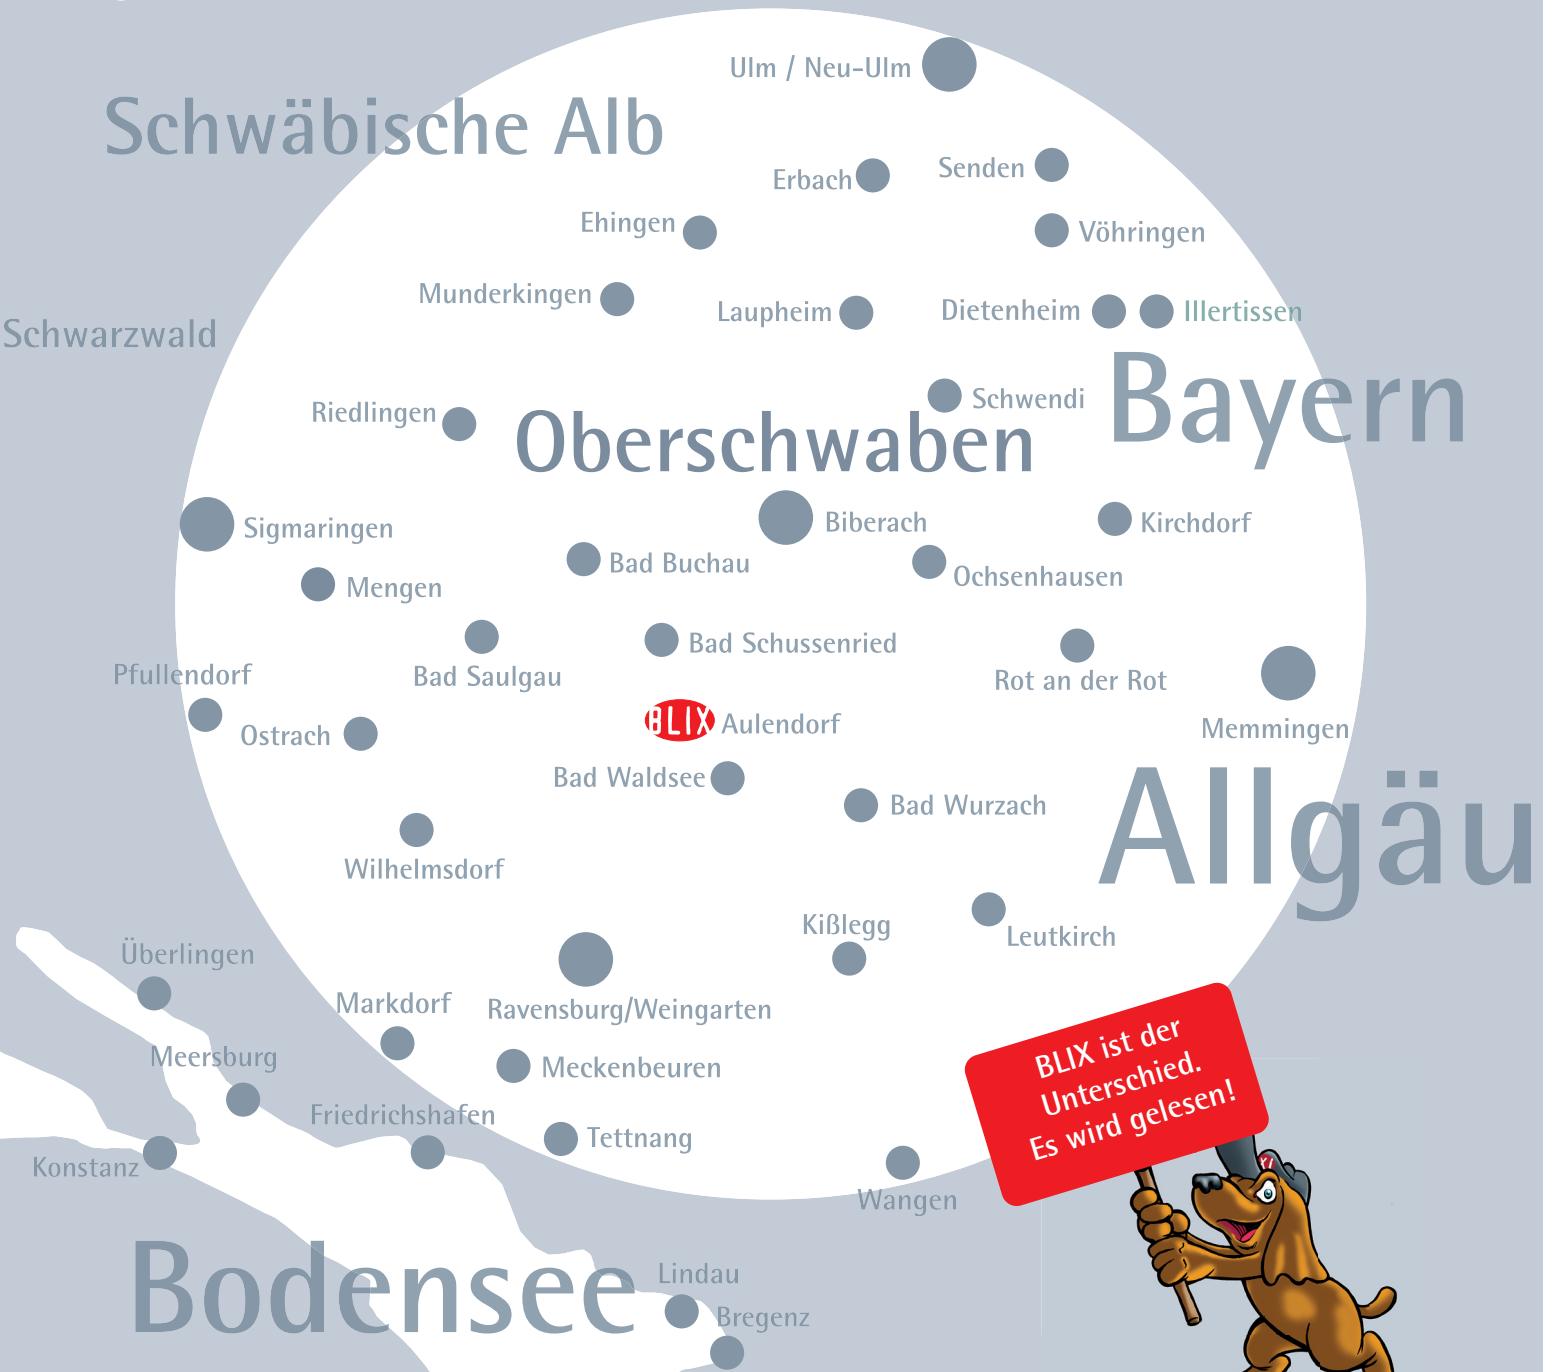 Ulm / Neu-Ulm
Schwäbische Alb
Erbach
Senden
Ehingen
Vöhringen
Munderkingen
Laupheim
Dietenheim
Illertissen
Schwarzwald
Bayern
Schwendi
Riedlingen
Oberschwaben
Sigmaringen
Biberach
Kirchdorf
Bad Buchau
Ochsenhausen
Mengen
Bad Schussenried
Bad Saulgau
Rot an der Rot
Pfullendorf
Ostrach
BLIX Aulendorf
Memmingen
Bad Waldsee
Bad Wurzach
Allgäu
Wilhelmsdorf
Kißlegg
Leutkirch
Überlingen
Markdorf
Ravensburg/Weingarten
Meersburg
Meckenbeuren
Friedrichshafen
Tettnang
Konstanz
Wangen
BLIX ist der
Unterschied.
Es wird gelesen!
Bodensee
Lindau
Bregenz